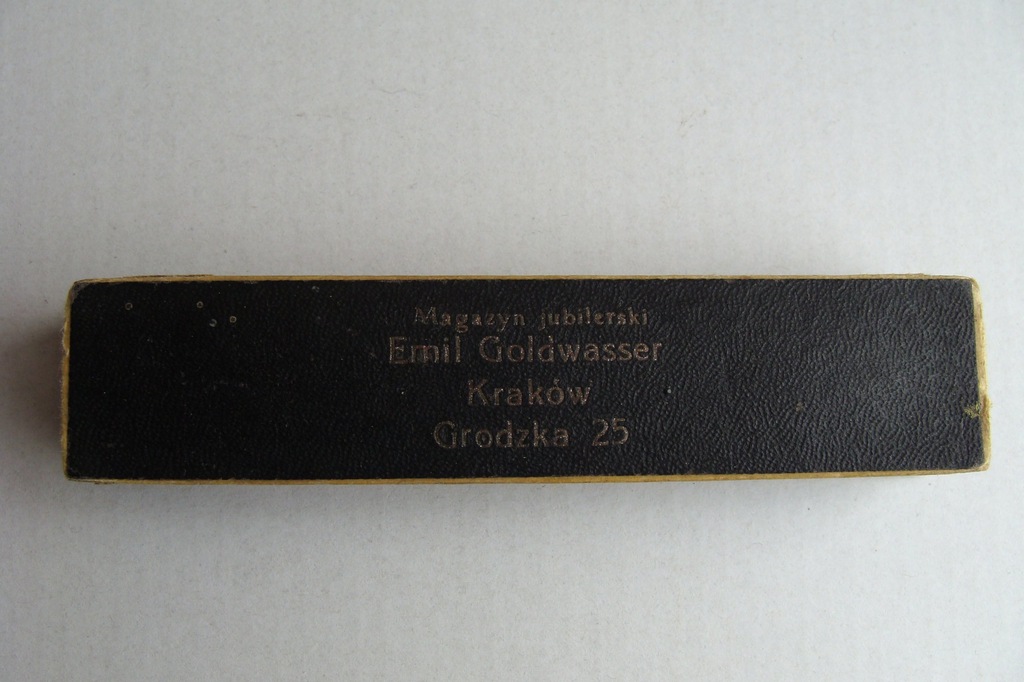 Magazyn jubilerski
Emil Goldwasser
Kraków
Grodzka 25